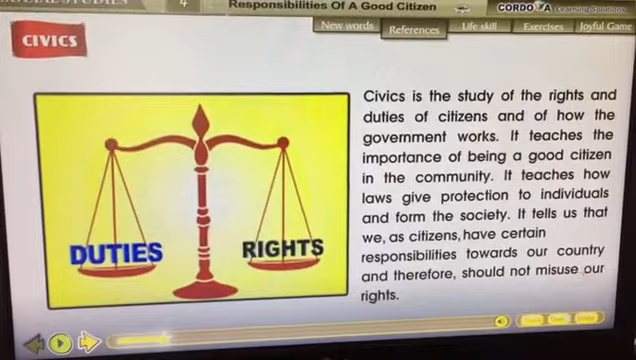 SOCIAL STUDIES
4
Responsibilities Of A Good Citizen
CORDOVA Learning Solutions
New words
References
Life skill
Exercises
Joyful Game
CIVICS
DUTIES
RIGHTS
Civics is the study of the rights and
duties of citizens and of how the
government works. It teaches the
importance of being a good citizen
in the community. It teaches how
laws give protection to individuals
and form the society. It tells us that
we, as citizens, have certain
responsibilities towards our country
and therefore, should not misuse our
rights.